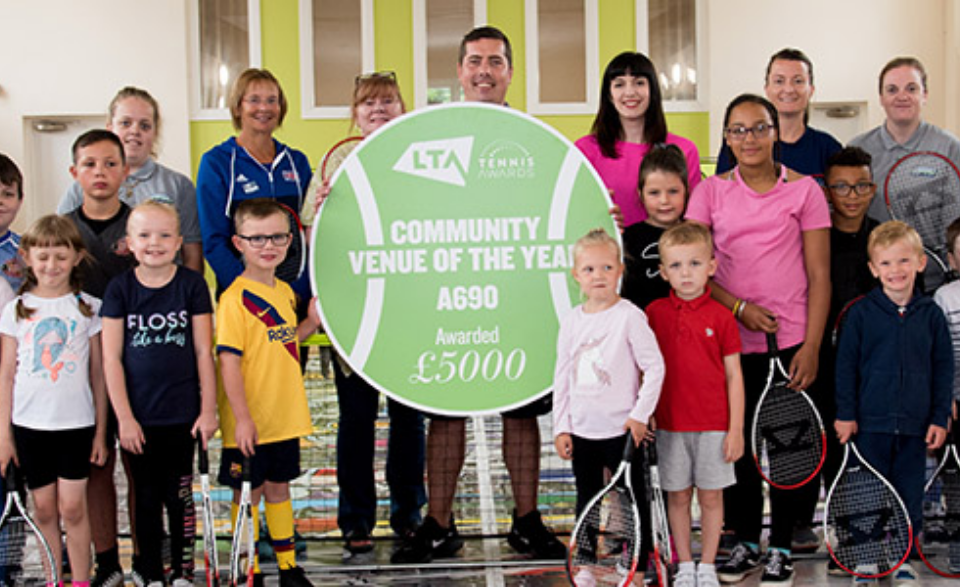 LTA
TENNIS
AWARDS
COMMUNITY
VENUE OF THE YEA
A690
Awarded
£5000
FLOSS
like a boss